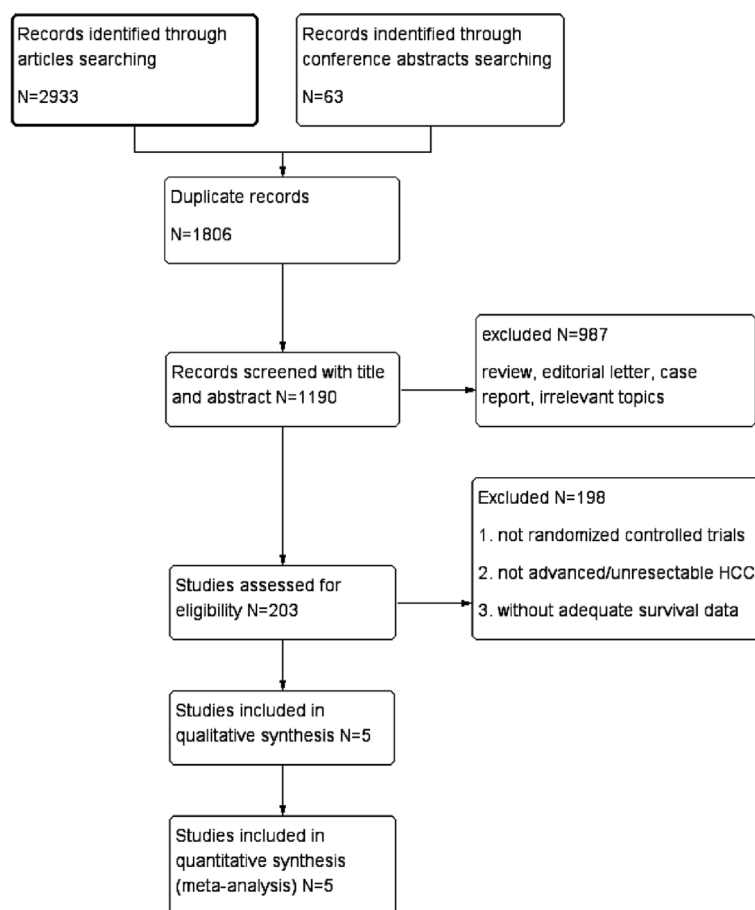 Records identified through
articles searching
N=2933
Records indentified through
conference abstracts searching
N=63
Duplicate records
N=1806
Records screened with title
and abstract N=1190
excluded N=987
review, editorial letter, case
report, irrelevant topics
Studies assessed for
eligibility N=203
Excluded N=198
1. not randomized controlled trials
2. not advanced/unresectable HCC
3. without adequate survival data
Studies included in
qualitative synthesis N=5
Studies included in
quantitative synthesis
(meta-analysis) N=5